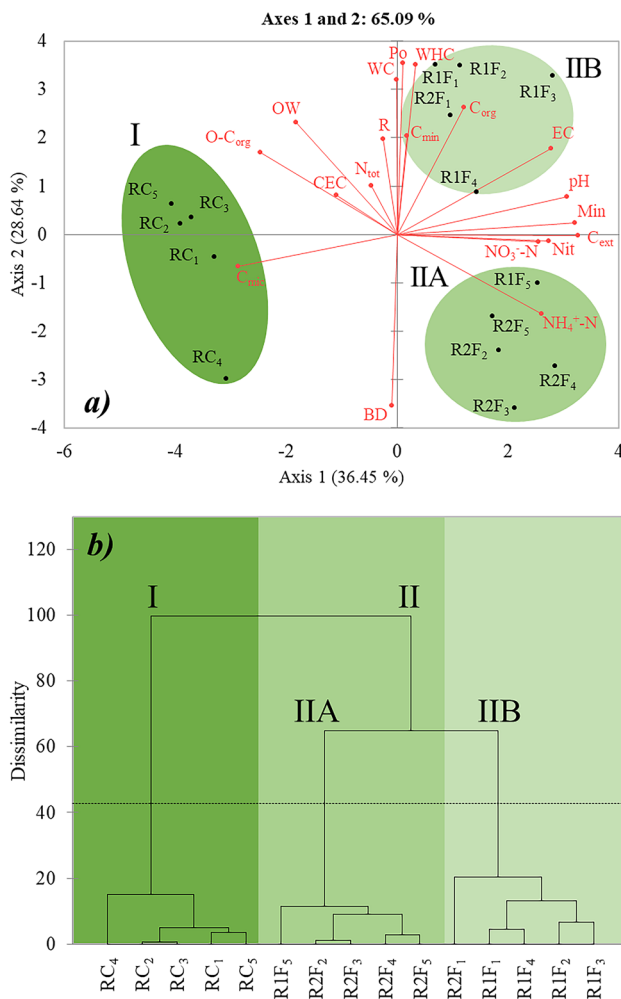 Axes 1 and 2: 65.09 %
4
3
2
1
0
-1
-2
-3
-4
Axis 2 (28.64 %)
Po
WHC
WC
R1F1
R1F2
IIB
R1F3
R2F1
Corg
OW
R
Cmin
EC
O-Corg
I
Ntot
R1F4
pH
CEC
RC5
RC3
RC2
Min
Cext
RC1
NO3--N
Nit
Cmic
IIA
R1F5
NH4+-N
R2F5
R2F2
RC4
R2F4
R2F3
BD
a)
-6
-4
-2
0
2
4
Axis 1 (36.45 %)
b)
120
100
80
60
40
20
0
Dissimilarity
I
II
IIA
IIB
RC4
RC2
RC3
RC1
RC5
R1F5
R2F2
R2F3
R2F4
R2F5
R2F1
R1F1
R1F4
R1F2
R1F3